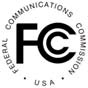 FEDERAL COMMUNICATIONS COMMISSION
FCC
• USA •